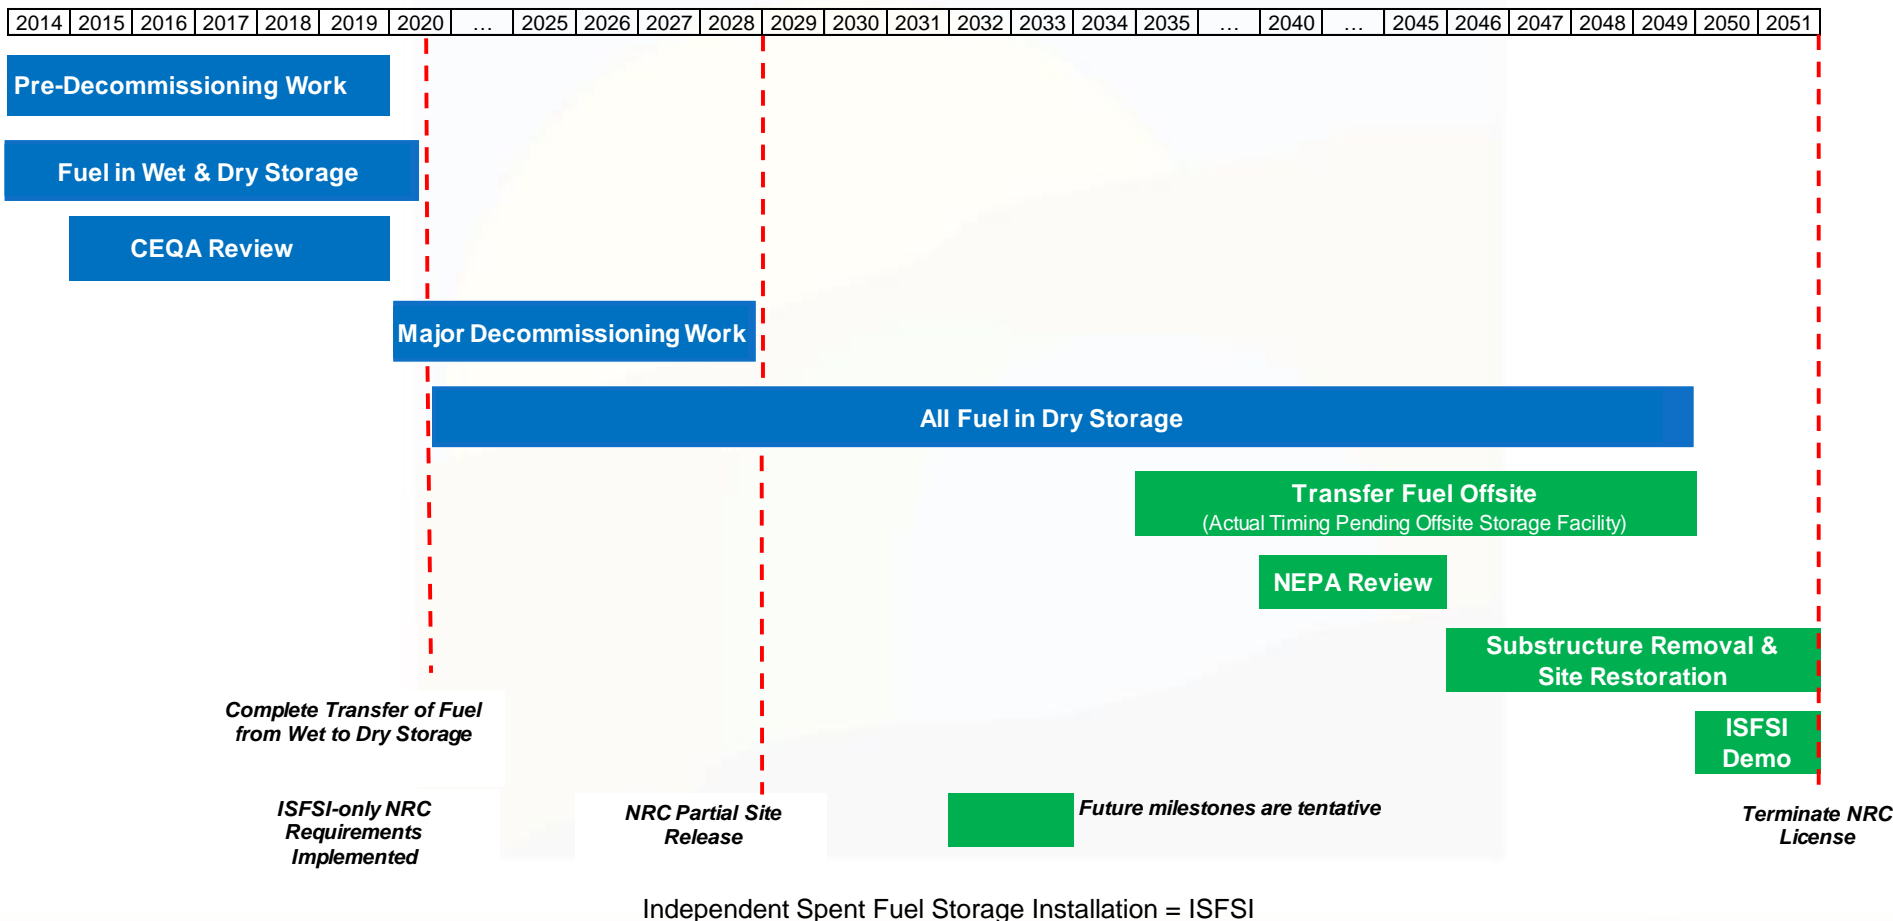 2014 2015 2016 2017 2018 2019 2020 ... 2025 2026 2027 2028 2029 2030 2031 2032 2033 2034 2035 ... 2040 ... 2045 2046 2047 2048 2049 2050 2051
Pre-Decommissioning Work
Fuel in Wet & Dry Storage
CEQA Review
Major Decommissioning Work
All Fuel in Dry Storage
Transfer Fuel Offsite
(Actual Timing Pending Offsite Storage Facility)
NEPA Review
Substructure Removal &
Site Restoration
Complete Transfer of Fuel
from Wet to Dry Storage
ISFSI
Demo
ISFSI-only NRC
Requirements
Implemented
NRC Partial Site
Release
Future milestones are tentative
Terminate NRC
License
Independent Spent Fuel Storage Installation = ISFSI